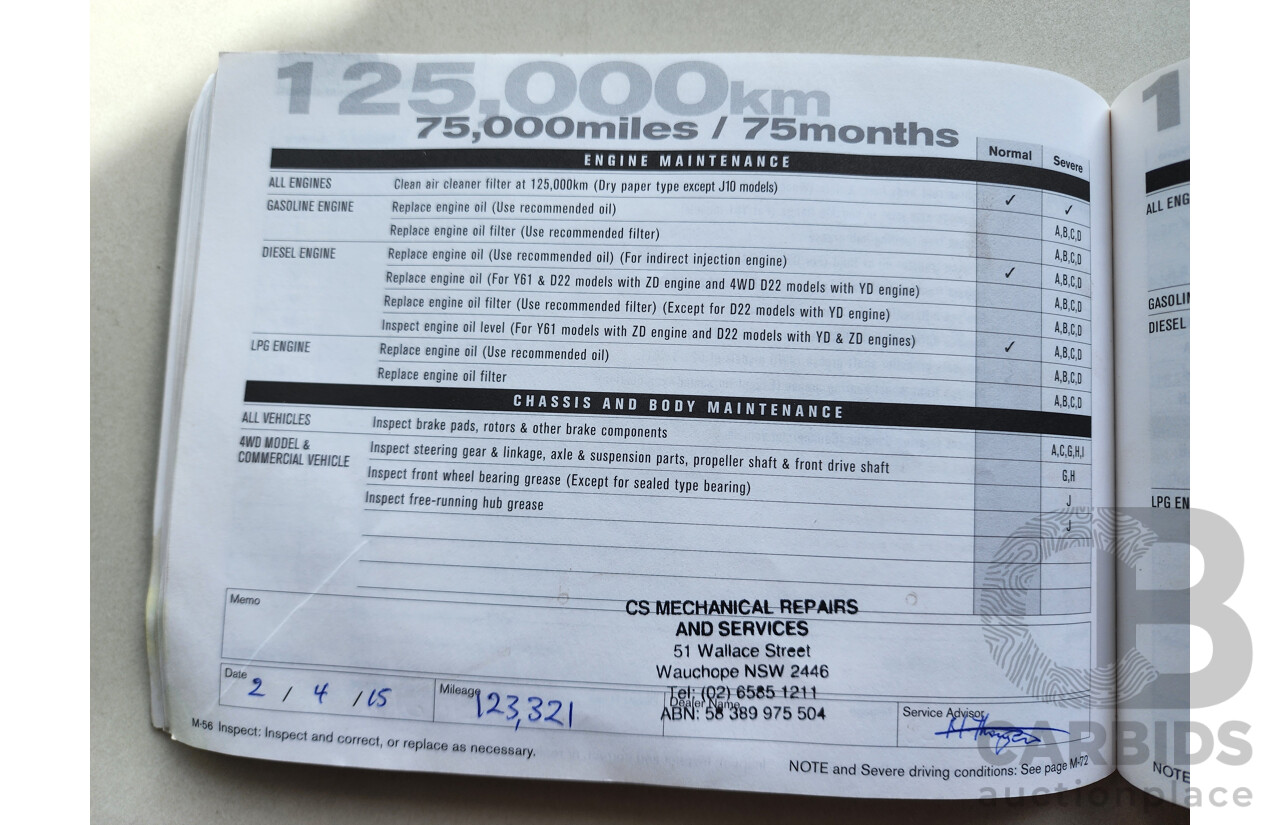 125,000km
75,000miles / 75months
Normal Severe
ENGINE MAINTENANCE
ALL ENGINES Clean air cleaner filter at 125,000km (Dry paper type except J10 models) ✓ ✓
GASOLINE ENGINE Replace engine oil (Use recommended oil) A,B,C,D
Replace engine oil filter (Use recommended filter) A,B,C,D
DIESEL ENGINE Replace engine oil (Use recommended oil) (For indirect injection engine) ✓ A,B,C,D
Replace engine oil (For Y61 & D22 models with ZD engine and 4WD D22 models with YD engine) A,B,C,D
Replace engine oil filter (Use recommended filter) (Except for D22 models with YD engine) A,B,C,D
Inspect engine oil level (For Y61 models with ZD engine and D22 models with YD & ZD engines) ✓ A,B,C,D
LPG ENGINE Replace engine oil (Use recommended oil) A,B,C,D
Replace engine oil filter A,B,C,D
CHASSIS AND BODY MAINTENANCE
ALL VEHICLES Inspect brake pads, rotors & other brake components A,C,G,H,I
4WD MODEL &
COMMERCIAL VEHICLE Inspect steering gear & linkage, axle & suspension parts, propeller shaft & front drive shaft G,H
Inspect front wheel bearing grease (Except for sealed type bearing) J
Inspect free-running hub grease J
Memo
CS MECHANICAL REPAIRS
AND SERVICES
51 Wallace Street
Wauchope NSW 2446
Tel: (02) 6585 1211
ABN: 58 389 975 504
Date 2 / 4 / 15
Mileage 123,321
Dealer Name
Service Advisor
M-56 Inspect: Inspect and correct, or replace as necessary.
NOTE and Severe driving conditions: See page M-72
1
ALL ENG
GASOLIN
DIESEL
LPG EN
NOTE
CB
CARBIDS
auctionplace